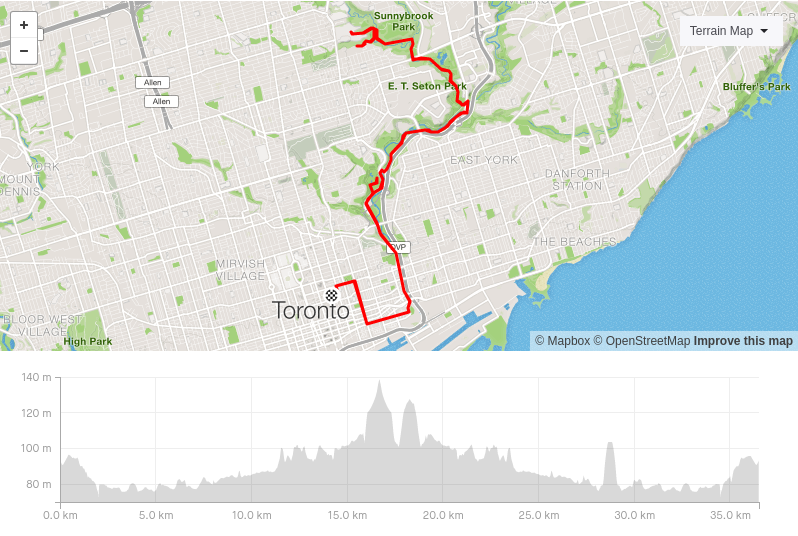 Sunnybrook
Park
+
−
Terrain Map
Allen
Allen
E. T. Seton Park
Bluffer's Park
YORK
MOUNT
DENNIS
EAST YORK
DANFORTH
STATION
DVP
THE BEACHES
MIRVISH
VILLAGE
Toronto
BLOOR WEST
VILLAGE
High Park
© Mapbox © OpenStreetMap Improve this map
140 m
120 m
100 m
80 m
0.0 km 5.0 km 10.0 km 15.0 km 20.0 km 25.0 km 30.0 km 35.0 km